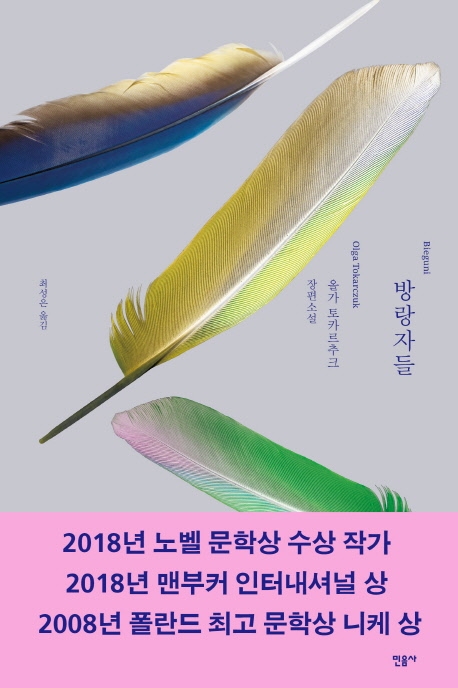 Bieguni
방랑자들
Olga Tokarczuk
올가 토카르추크
장편소설
최성은 옮김
2018년 노벨 문학상 수상 작가
2018년 맨부커 인터내셔널 상
2008년 폴란드 최고 문학상 니케 상
민음사